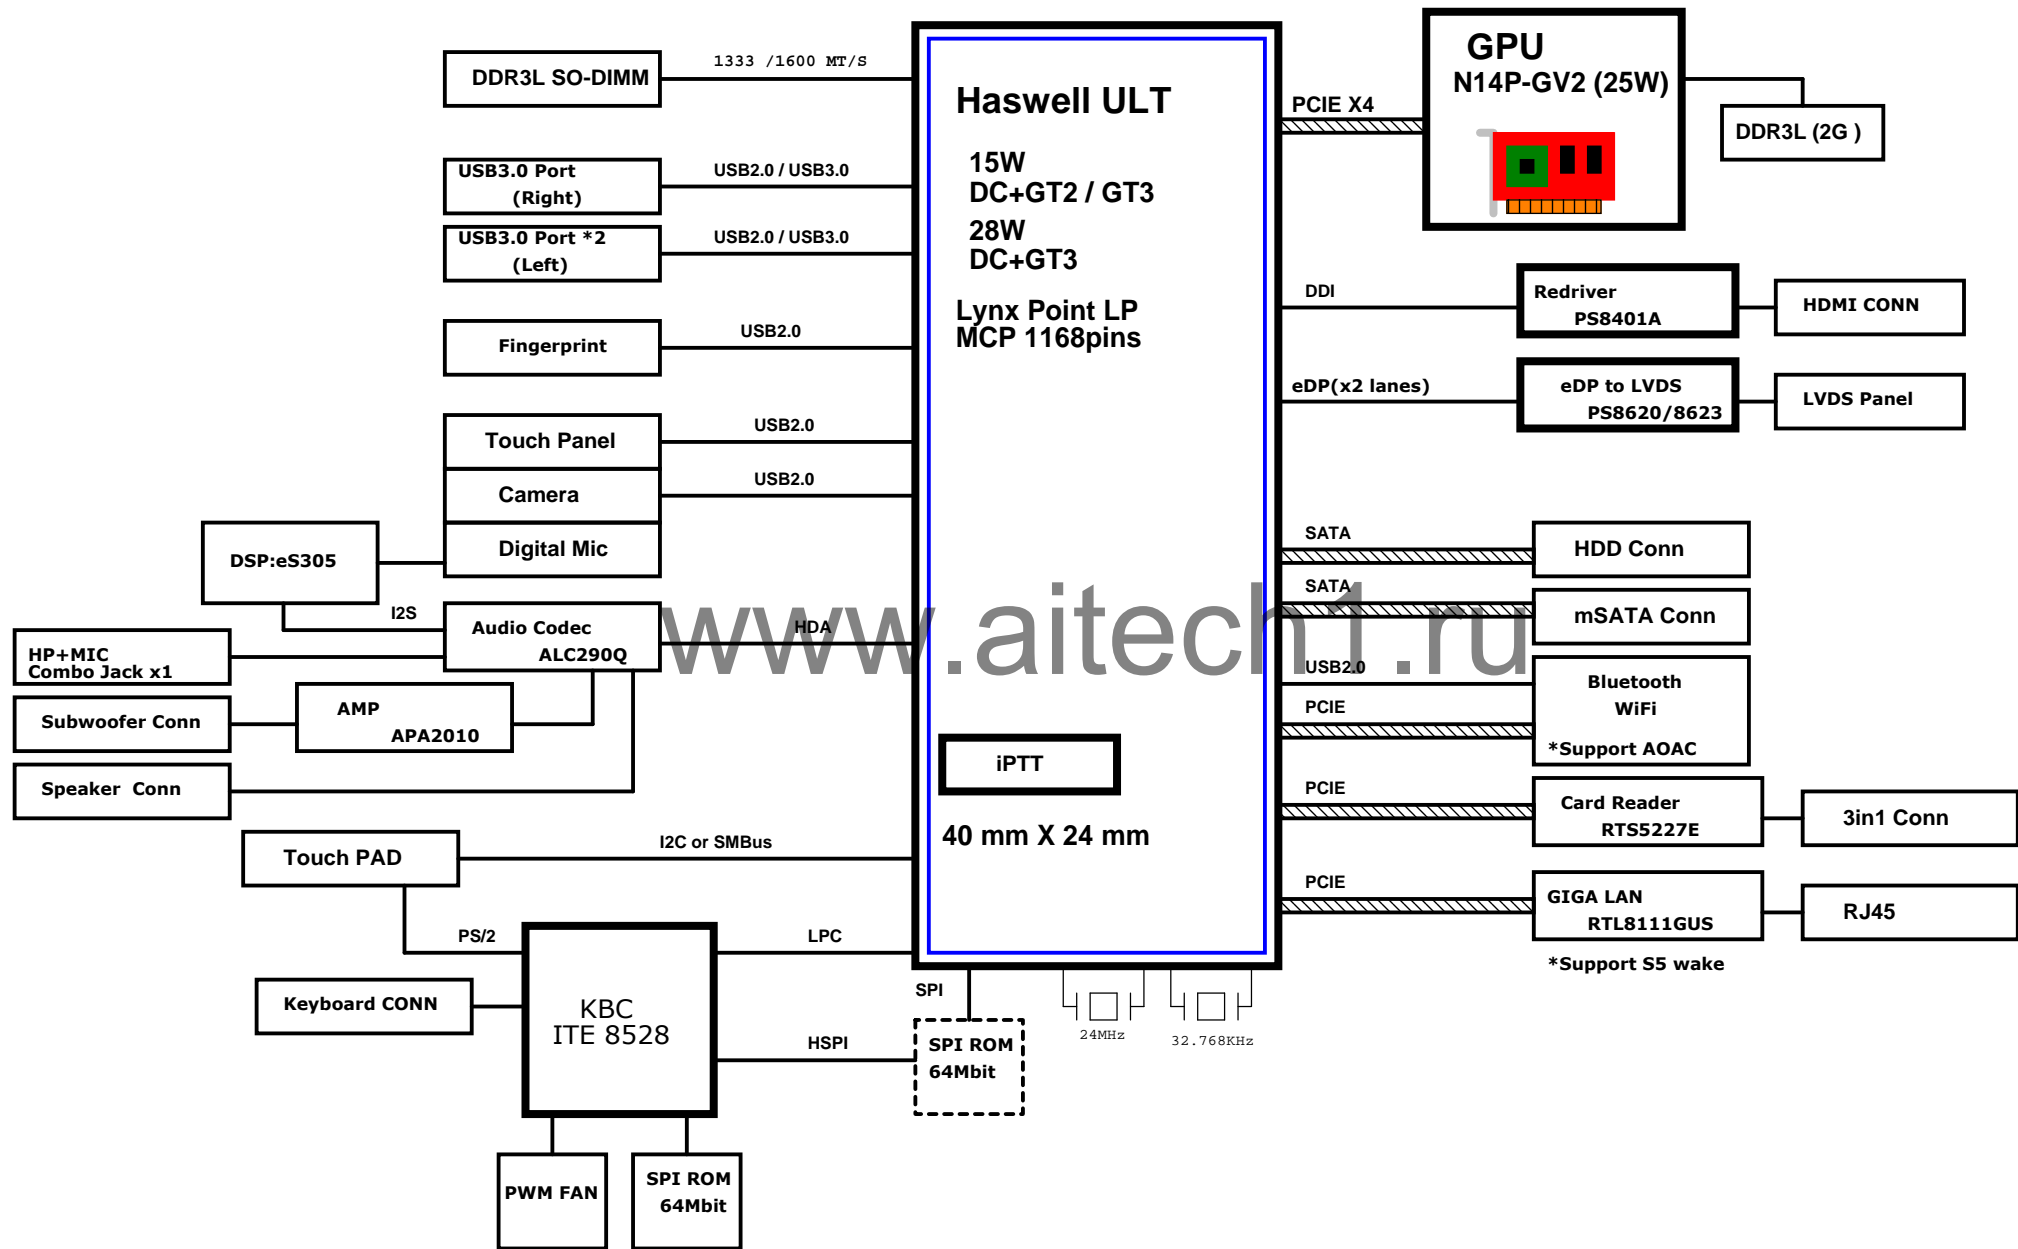 DDR3L SO-DIMM
1333 /1600 MT/S
USB3.0 Port
(Right)
USB2.0 / USB3.0
USB3.0 Port *2
(Left)
USB2.0 / USB3.0
Fingerprint
USB2.0
Touch Panel
USB2.0
Camera
USB2.0
Digital Mic
DSP:eS305
I2S
Audio Codec
ALC290Q
HDA
HP+MIC
Combo Jack x1
Subwoofer Conn
AMP
APA2010
Speaker  Conn
Touch PAD
I2C or SMBus
PS/2
LPC
Keyboard CONN
KBC
ITE 8528
HSPI
PWM FAN
SPI ROM
64Mbit
Haswell ULT
15W
DC+GT2 / GT3
28W
DC+GT3
Lynx Point LP
MCP 1168pins
iPTT
40 mm X 24 mm
SPI
SPI ROM
64Mbit
24MHz
32.768KHz
PCIE X4
GPU
N14P-GV2 (25W)
DDR3L (2G )
DDI
Redriver
PS8401A
HDMI CONN
eDP(x2 lanes)
eDP to LVDS
PS8620/8623
LVDS Panel
SATA
HDD Conn
SATA
mSATA Conn
USB2.0
PCIE
Bluetooth
WiFi
*Support AOAC
PCIE
Card Reader
RTS5227E
3in1 Conn
PCIE
GIGA LAN
RTL8111GUS
RJ45
*Support S5 wake
www.aitech1.ru